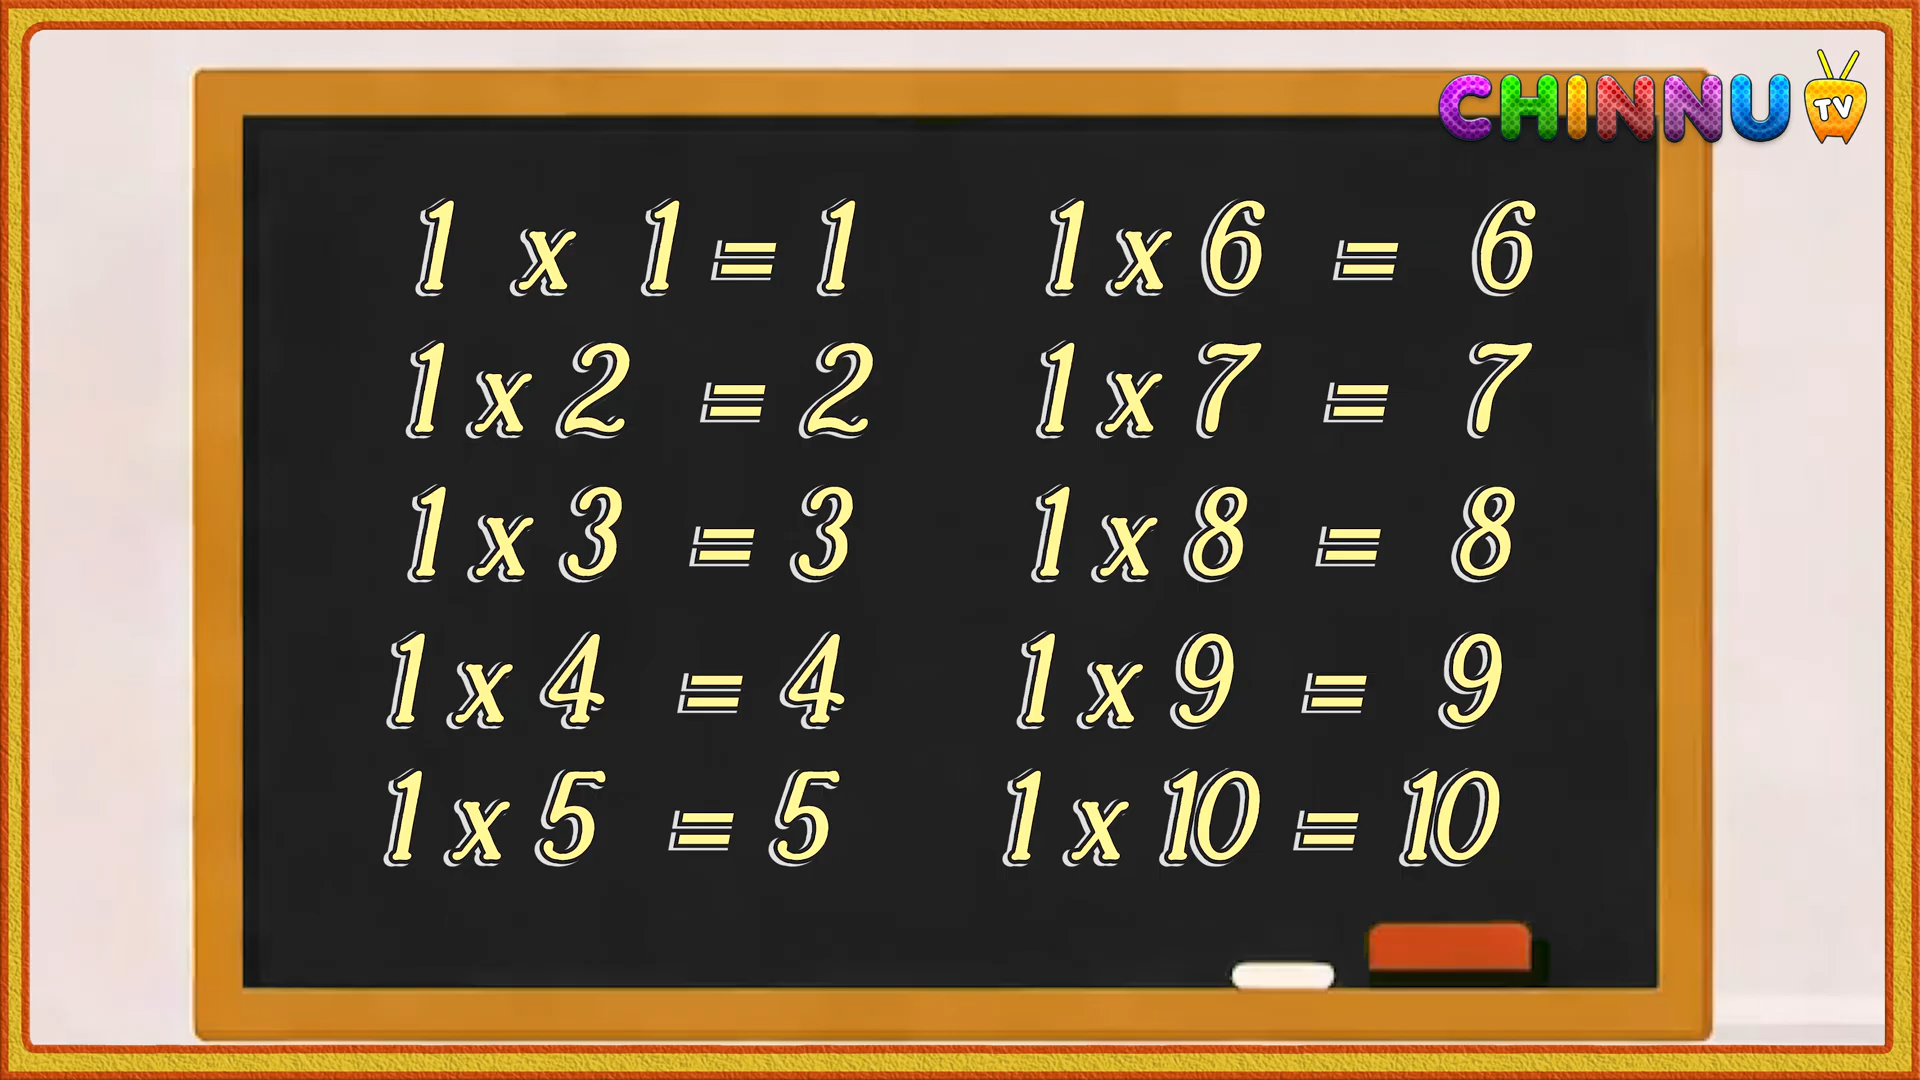 CHINNU TV
1 x 1 = 1
1 x 2 = 2
1 x 3 = 3
1 x 4 = 4
1 x 5 = 5
1 x 6 = 6
1 x 7 = 7
1 x 8 = 8
1 x 9 = 9
1 x 10 = 10